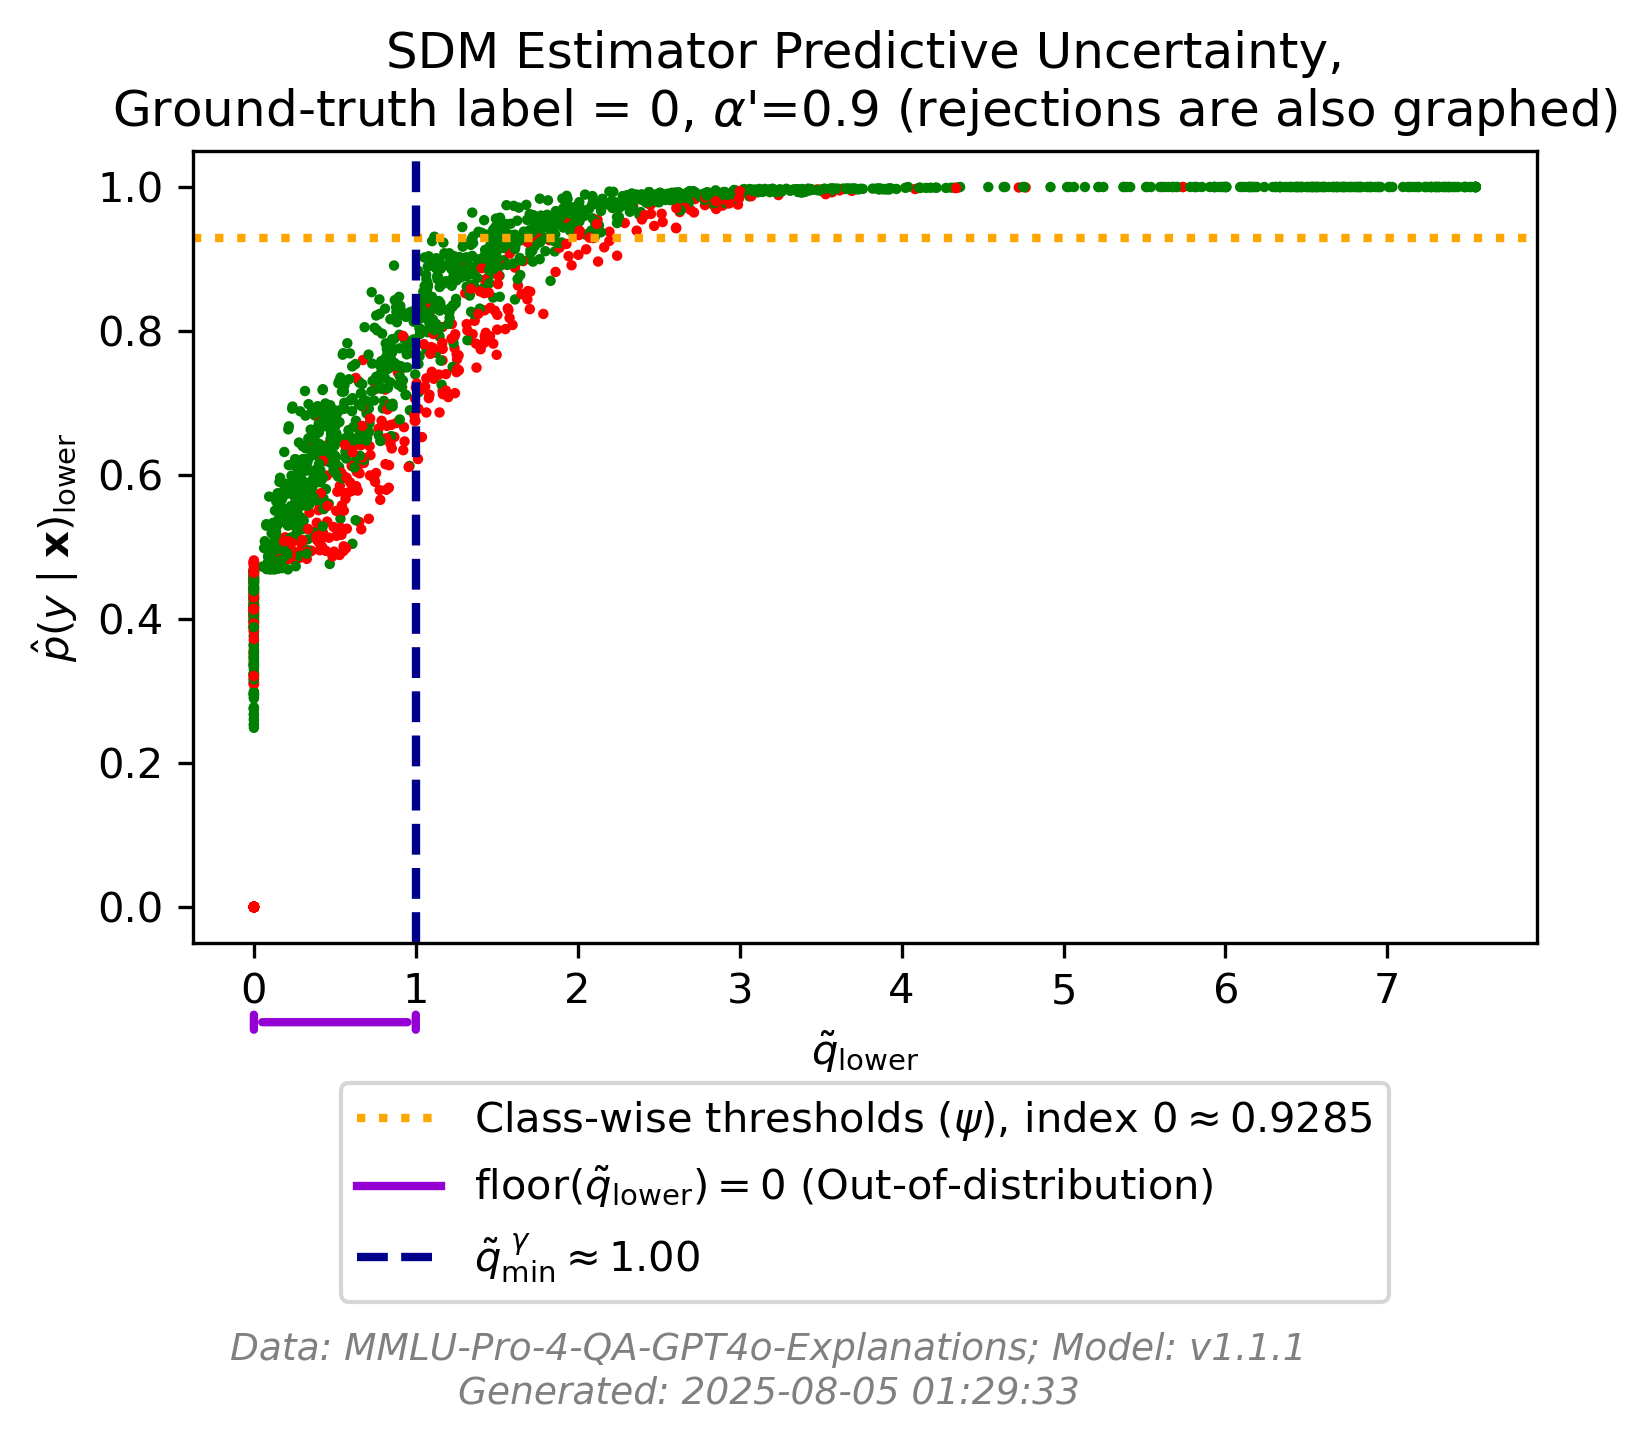 SDM Estimator Predictive Uncertainty,
Ground-truth label = 0, α'=0.9 (rejections are also graphed)
1.0
0.8
0.6
0.4
0.2
0.0
p̂(y | x)lower
0 1 2 3 4 5 6 7
q̃lower
Class-wise thresholds (ψ), index 0 ≈ 0.9285
floor(q̃lower) = 0 (Out-of-distribution)
q̃γmin ≈ 1.00
Data: MMLU-Pro-4-QA-GPT4o-Explanations; Model: v1.1.1
Generated: 2025-08-05 01:29:33